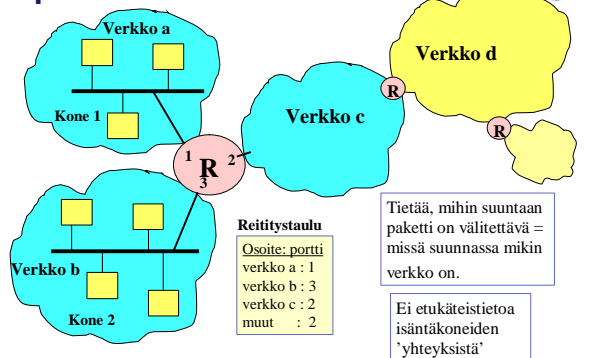 Verkko a
Kone 1
Verkko d
R
Verkko c
R
1 R 2
3
Verkko b
Kone 2
Reititystaulu
Osoite: portti
verkko a : 1
verkko b : 3
verkko c : 2
muut : 2
Tietää, mihin suuntaan
paketti on välitettävä =
missä suunnassa mikin
verkko on.
Ei etukäteistietoa
isäntäkoneiden
’yhteyksistä’